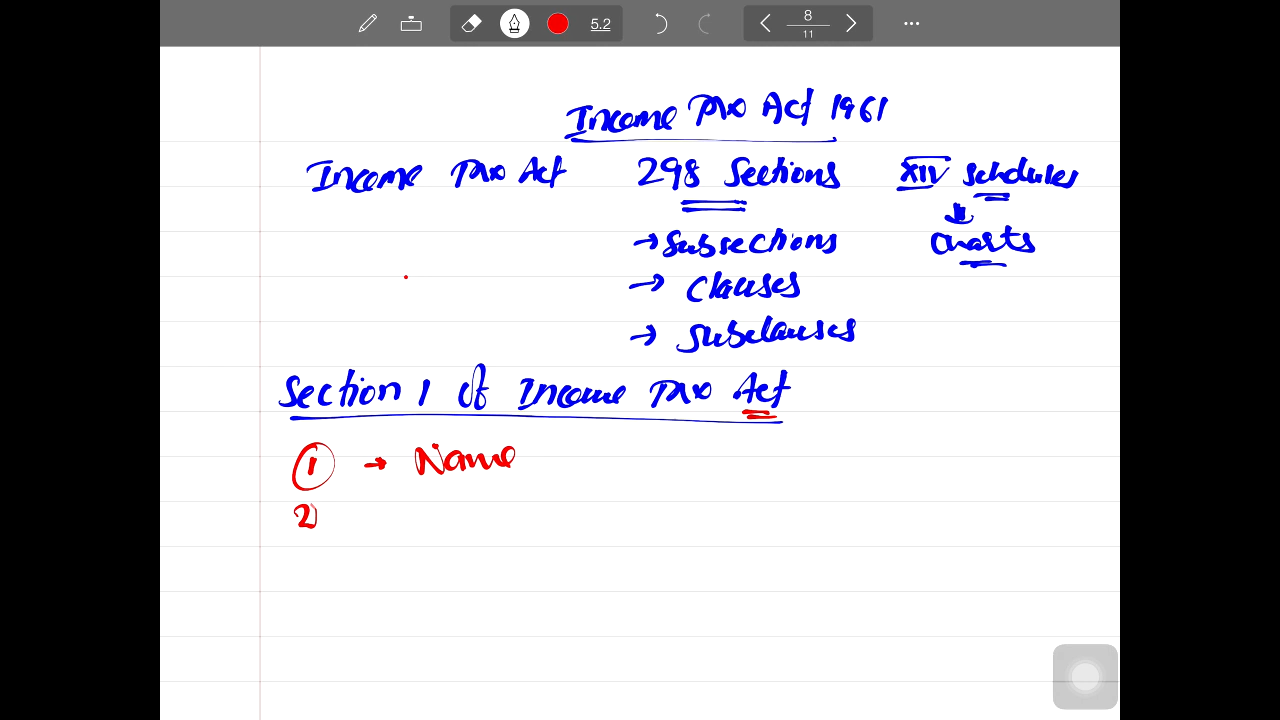 5.2 8 11
Income Tax Act 1961
Income Tax Act 298 Sections XIV schdules
→ subsections charts
→ clauses
→ subclauses
Section 1 of Income Tax Act
1 → Name
2